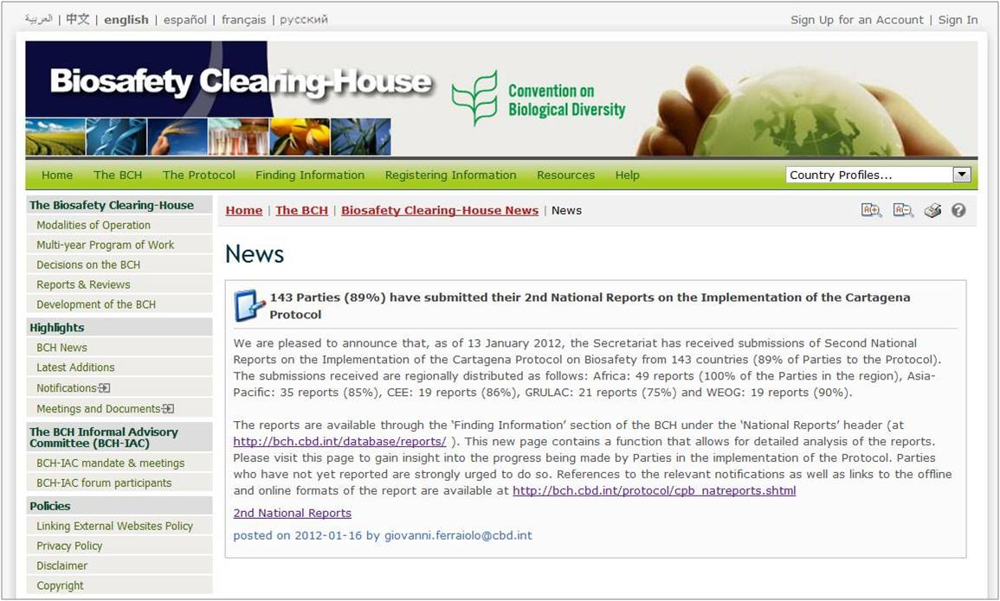 العربية | 中文 | english | español | français | русский
Sign Up for an Account | Sign In
Biosafety Clearing-House
Convention on
Biological Diversity
Home The BCH The Protocol Finding Information Registering Information Resources Help
Country Profiles...
The Biosafety Clearing-House
Modalities of Operation
Multi-year Program of Work
Decisions on the BCH
Reports & Reviews
Development of the BCH
Highlights
BCH News
Latest Additions
Notifications
Meetings and Documents
The BCH Informal Advisory
Committee (BCH-IAC)
BCH-IAC mandate & meetings
BCH-IAC forum participants
Policies
Linking External Websites Policy
Privacy Policy
Disclaimer
Copyright
Home | The BCH | Biosafety Clearing-House News | News
A+ A- ?
News
143 Parties (89%) have submitted their 2nd National Reports on the Implementation of the Cartagena
Protocol
We are pleased to announce that, as of 13 January 2012, the Secretariat has received submissions of Second National
Reports on the Implementation of the Cartagena Protocol on Biosafety from 143 countries (89% of Parties to the Protocol).
The submissions received are regionally distributed as follows: Africa: 49 reports (100% of the Parties in the region), Asia-
Pacific: 35 reports (85%), CEE: 19 reports (86%), GRULAC: 21 reports (75%) and WEOG: 19 reports (90%).
The reports are available through the ‘Finding Information’ section of the BCH under the ‘National Reports’ header (at
http://bch.cbd.int/database/reports/ ). This new page contains a function that allows for detailed analysis of the reports.
Please visit this page to gain insight into the progress being made by Parties in the implementation of the Protocol. Parties
who have not yet reported are strongly urged to do so. References to the relevant notifications as well as links to the offline
and online formats of the report are available at http://bch.cbd.int/protocol/cpb_natreports.shtml
2nd National Reports
posted on 2012-01-16 by giovanni.ferraiolo@cbd.int